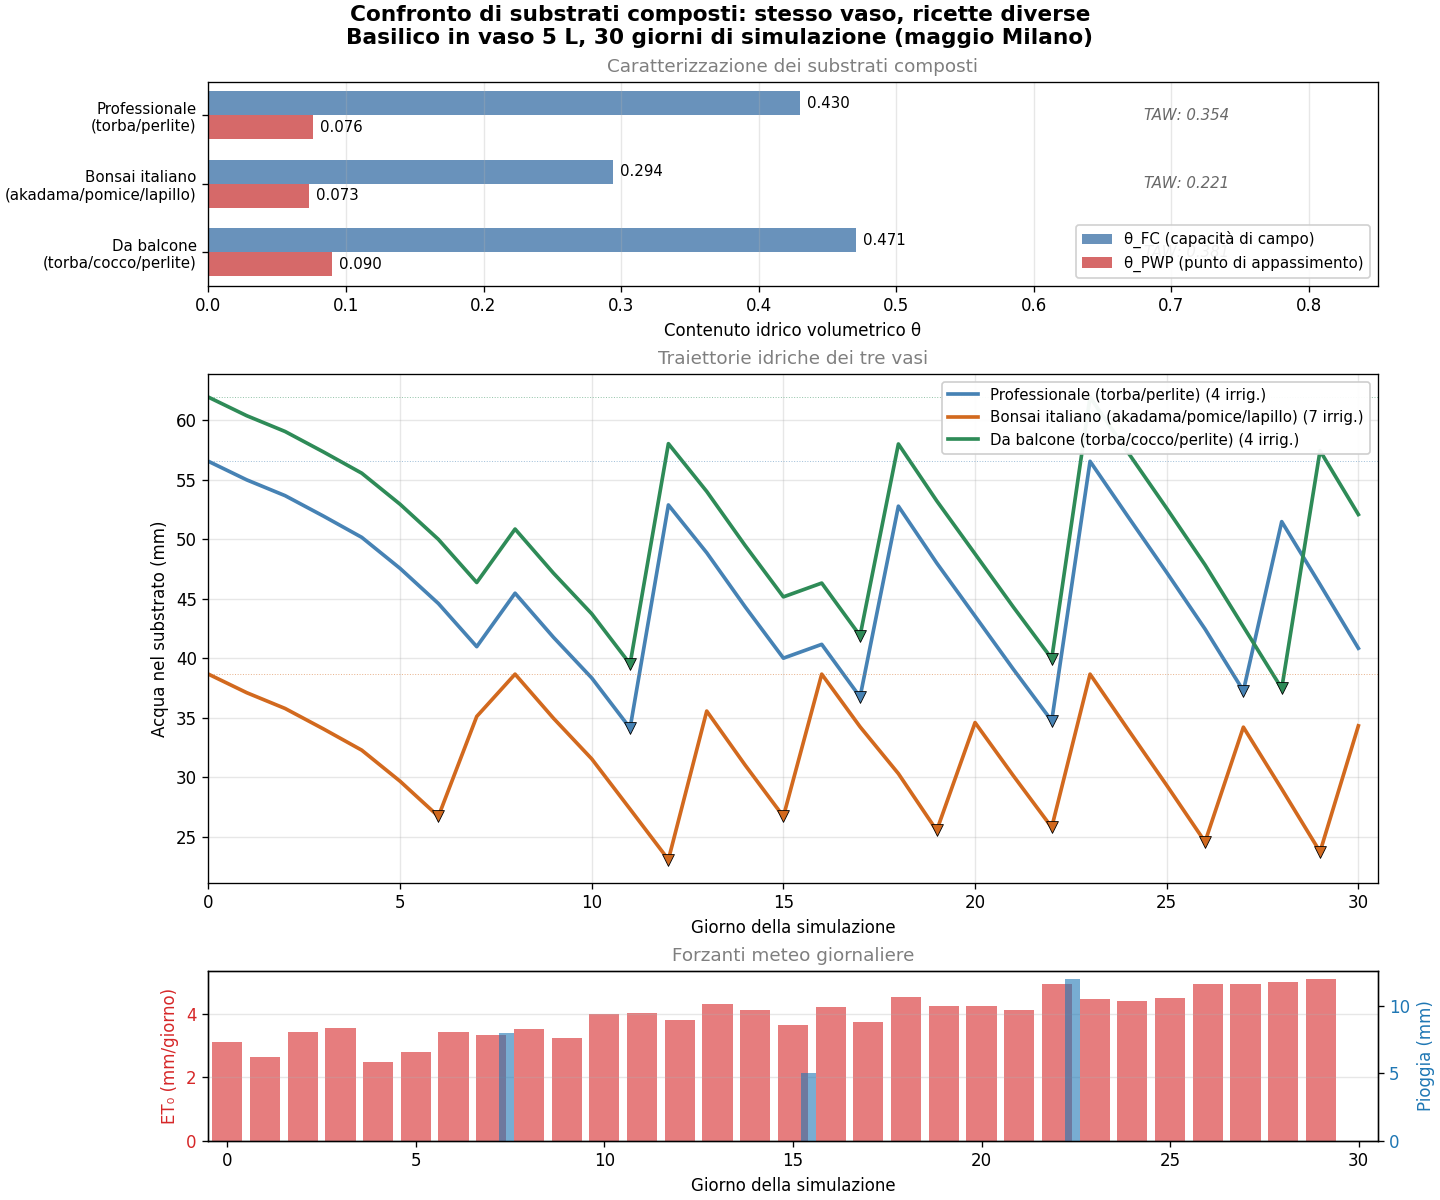 Confronto di substrati composti: stesso vaso, ricette diverse
Basilico in vaso 5 L, 30 giorni di simulazione (maggio Milano)
Caratterizzazione dei substrati composti
Professionale
(torba/perlite)
0.430
0.076
TAW: 0.354
Bonsai italiano
(akadama/pomice/lapillo)
0.294
0.073
TAW: 0.221
Da balcone
(torba/cocco/perlite)
0.471
0.090
θ_FC (capacità di campo)
θ_PWP (punto di appassimento)
0.0 0.1 0.2 0.3 0.4 0.5 0.6 0.7 0.8
Contenuto idrico volumetrico θ
Traiettorie idriche dei tre vasi
Acqua nel substrato (mm)
60
55
50
45
40
35
30
25
Professionale (torba/perlite) (4 irrig.)
Bonsai italiano (akadama/pomice/lapillo) (7 irrig.)
Da balcone (torba/cocco/perlite) (4 irrig.)
0 5 10 15 20 25 30
Giorno della simulazione
Forzanti meteo giornaliere
ET₀ (mm/giorno)
4
2
0
Pioggia (mm)
10
5
0
0 5 10 15 20 25 30
Giorno della simulazione